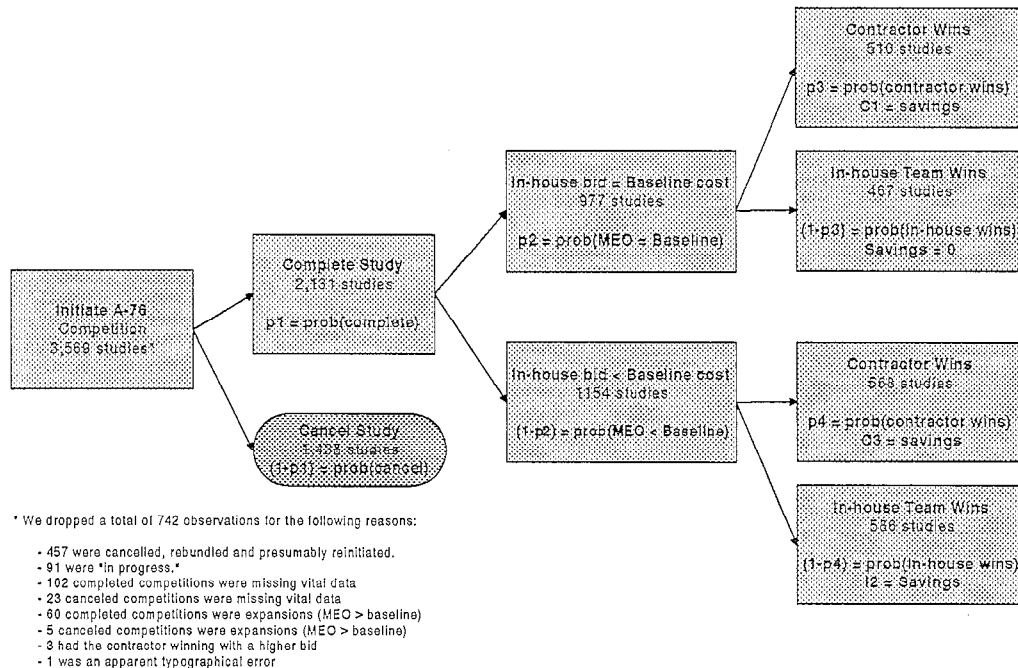 Initiate A-76
Competition
3,569 studies*
Complete Study
2,131 studies
p1 = prob(complete)
Cancel Study
1,438 studies
(1-p1) = prob(cancel)
In-house bid = Baseline cost
977 studies
p2 = prob(MEO = Baseline)
In-house bid < Baseline cost
1154 studies
(1-p2) = prob(MEO < Baseline)
Contractor Wins
510 studies
p3 = prob(contractor wins)
C1 = savings
In-house Team Wins
467 studies
(1-p3) = prob(in-house wins)
Savings = 0
Contractor Wins
568 studies
p4 = prob(contractor wins)
C3 = savings
In-house Team Wins
586 studies
(1-p4) = prob(in-house wins)
I2 = Savings
* We dropped a total of 742 observations for the following reasons:
- 457 were cancelled, rebundled and presumably reinitiated.
- 91 were "in progress."
- 102 completed competitions were missing vital data
- 23 canceled competitions were missing vital data
- 60 completed competitions were expansions (MEO > baseline)
- 5 canceled competitions were expansions (MEO > baseline)
- 3 had the contractor winning with a higher bid
- 1 was an apparent typographical error